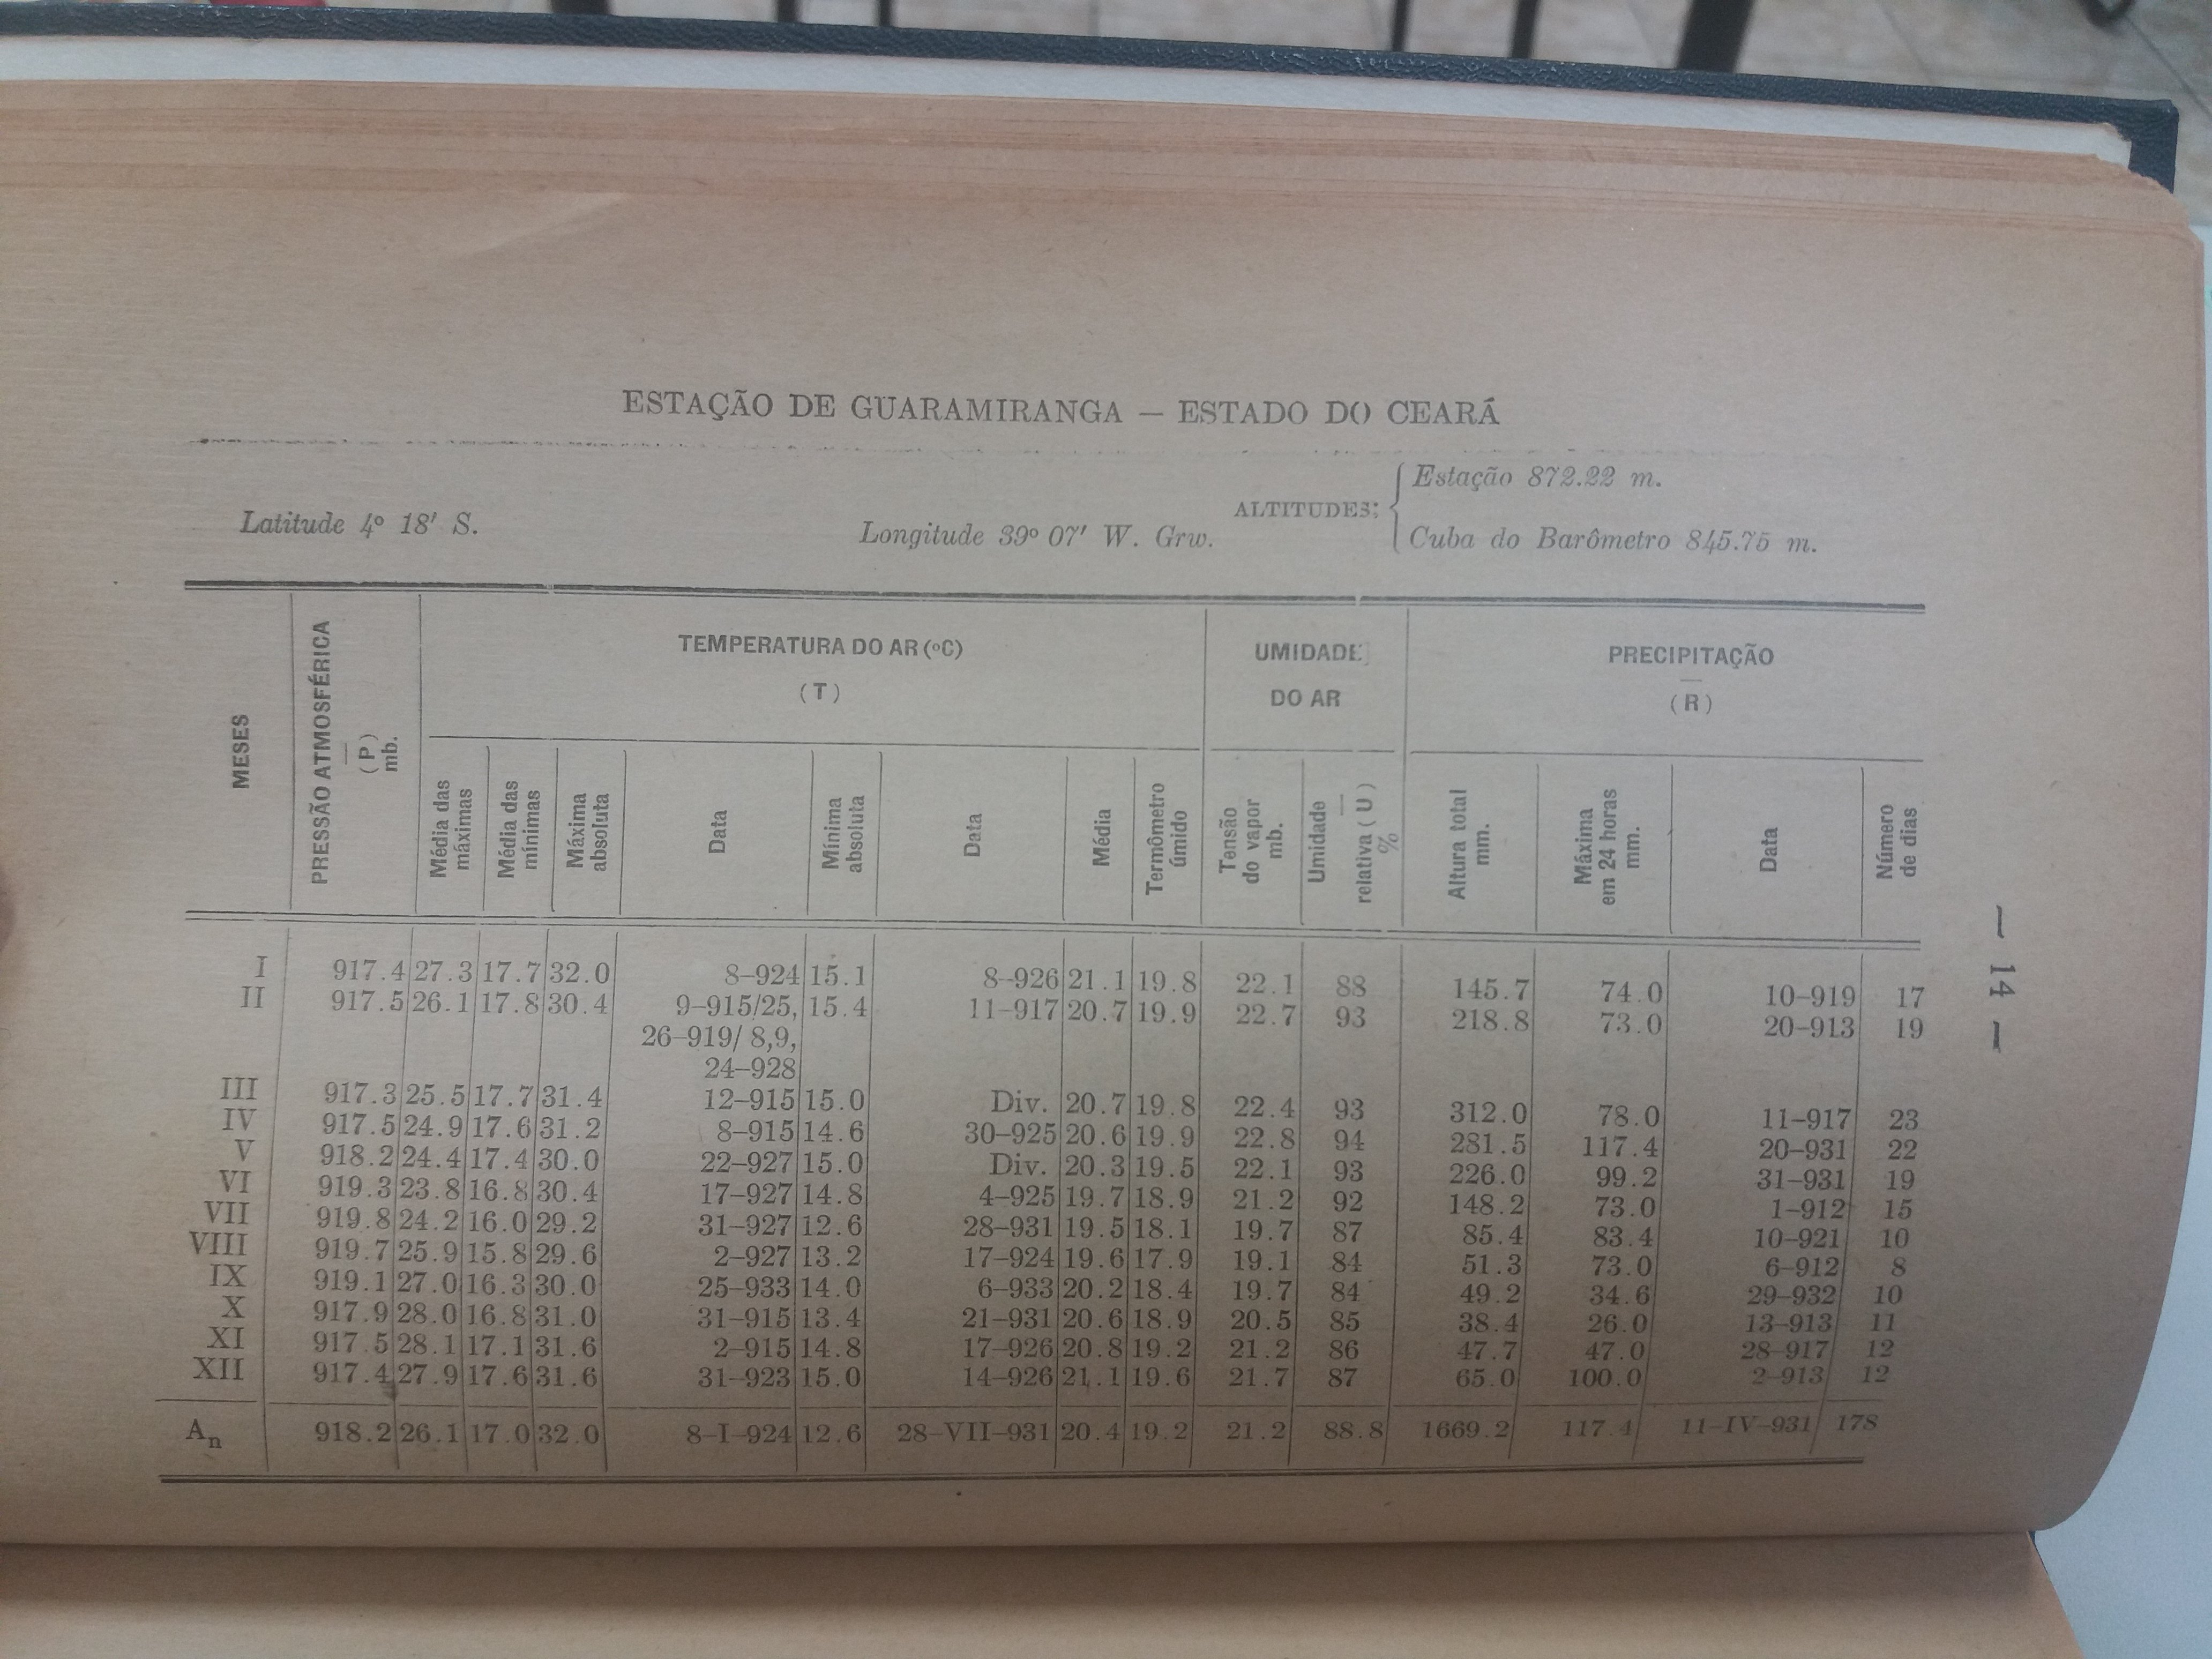 ESTAÇÃO DE GUARAMIRANGA — ESTADO DO CEARÁ
Latitude 4º 18' S.
Longitude 39º 07' W. Grw.
ALTITUDES:
Estação 872.22 m.
Cuba do Barômetro 845.75 m.
MESES
PRESSÃO ATMOSFÉRICA
(P)
mb.
TEMPERATURA DO AR (ºC)
(T)
UMIDADE
DO AR
PRECIPITAÇÃO
(R)
Média das
máximas
Média das
mínimas
Máxima
absoluta
Data
Mínima
absoluta
Data
Média
Termômetro
úmido
Tensão
do vapor
mb.
Umidade
relativa (U)
%
Altura total
mm.
Máxima
em 24 horas
mm.
Data
Número
de dias
I 917.4 27.3 17.7 32.0 8–924 15.1 8–926 21.1 19.8 22.1 88 145.7 74.0 10–919 17
II 917.5 26.1 17.8 30.4 9–915/25, 15.4 11–917 20.7 19.9 22.7 93 218.8 73.0 20–913 19
26–919/ 8,9,
24–928
III 917.3 25.5 17.7 31.4 12–915 15.0 Div. 20.7 19.8 22.4 93 312.0 78.0 11–917 23
IV 917.5 24.9 17.6 31.2 8–915 14.6 30–925 20.6 19.9 22.8 94 281.5 117.4 20–931 22
V 918.2 24.4 17.4 30.0 22–927 15.0 Div. 20.3 19.5 22.1 93 226.0 99.2 31–931 19
VI 919.3 23.8 16.8 30.4 17–927 14.8 4–925 19.7 18.9 21.2 92 148.2 73.0 1–912 15
VII 919.8 24.2 16.0 29.2 31–927 12.6 28–931 19.5 18.1 19.7 87 85.4 83.4 10–921 10
VIII 919.7 25.9 15.8 29.6 2–927 13.2 17–924 19.6 17.9 19.1 84 51.3 73.0 6–912 8
IX 919.1 27.0 16.3 30.0 25–933 14.0 6–933 20.2 18.4 19.7 84 49.2 34.6 29–932 10
X 917.9 28.0 16.8 31.0 31–915 13.4 21–931 20.6 18.9 20.5 85 38.4 26.0 13–913 11
XI 917.5 28.1 17.1 31.6 2–915 14.8 17–926 20.8 19.2 21.2 86 47.7 47.0 28–917 12
XII 917.4 27.9 17.6 31.6 31–923 15.0 14–926 21.1 19.6 21.7 87 65.0 100.0 2–913 12
An 918.2 26.1 17.0 32.0 8–I–924 12.6 28–VII–931 20.4 19.2 21.2 88.8 1669.2 117.4 11–IV–931 178
— 14 —